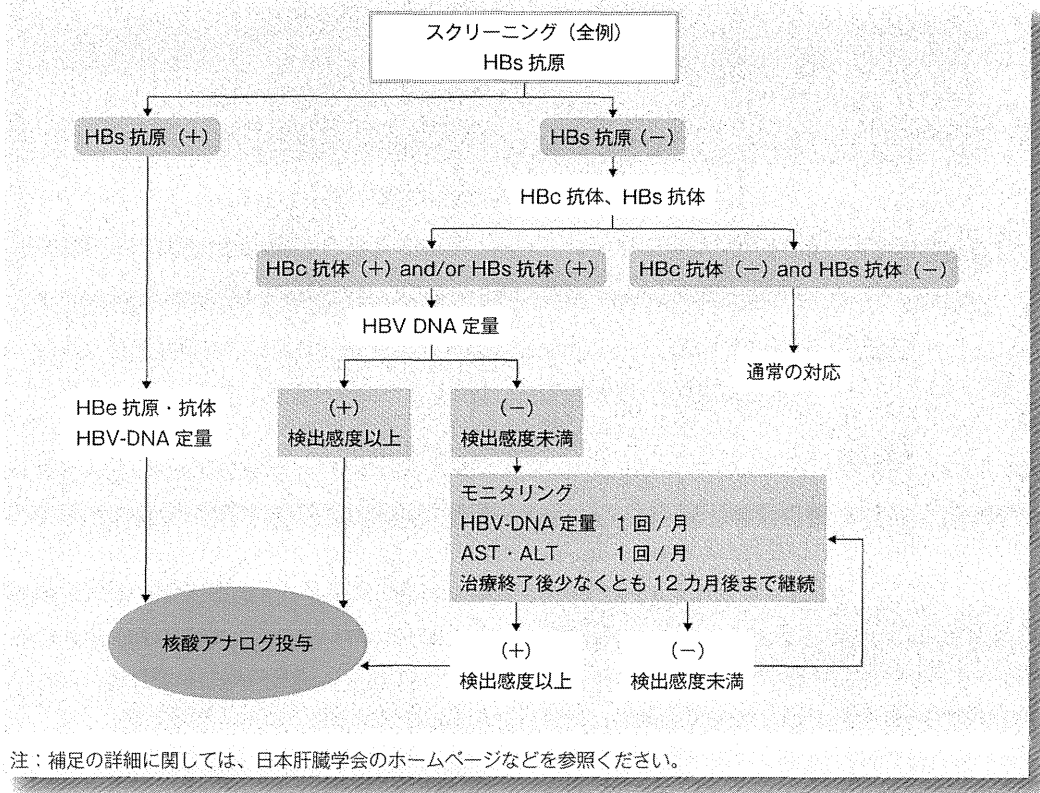 スクリーニング（全例）
HBs 抗原
HBs 抗原（+）
HBs 抗原（−）
HBc 抗体、HBs 抗体
HBc 抗体（+）and/or HBs 抗体（+）
HBc 抗体（−）and HBs 抗体（−）
HBV DNA 定量
通常の対応
HBe 抗原・抗体
HBV-DNA 定量
（+）
検出感度以上
（−）
検出感度未満
モニタリング
HBV-DNA 定量　1 回 / 月
AST・ALT　1 回 / 月
治療終了後少なくとも 12 カ月後まで継続
核酸アナログ投与
（+）
検出感度以上
（−）
検出感度未満
注：補足の詳細に関しては、日本肝臓学会のホームページなどを参照ください。